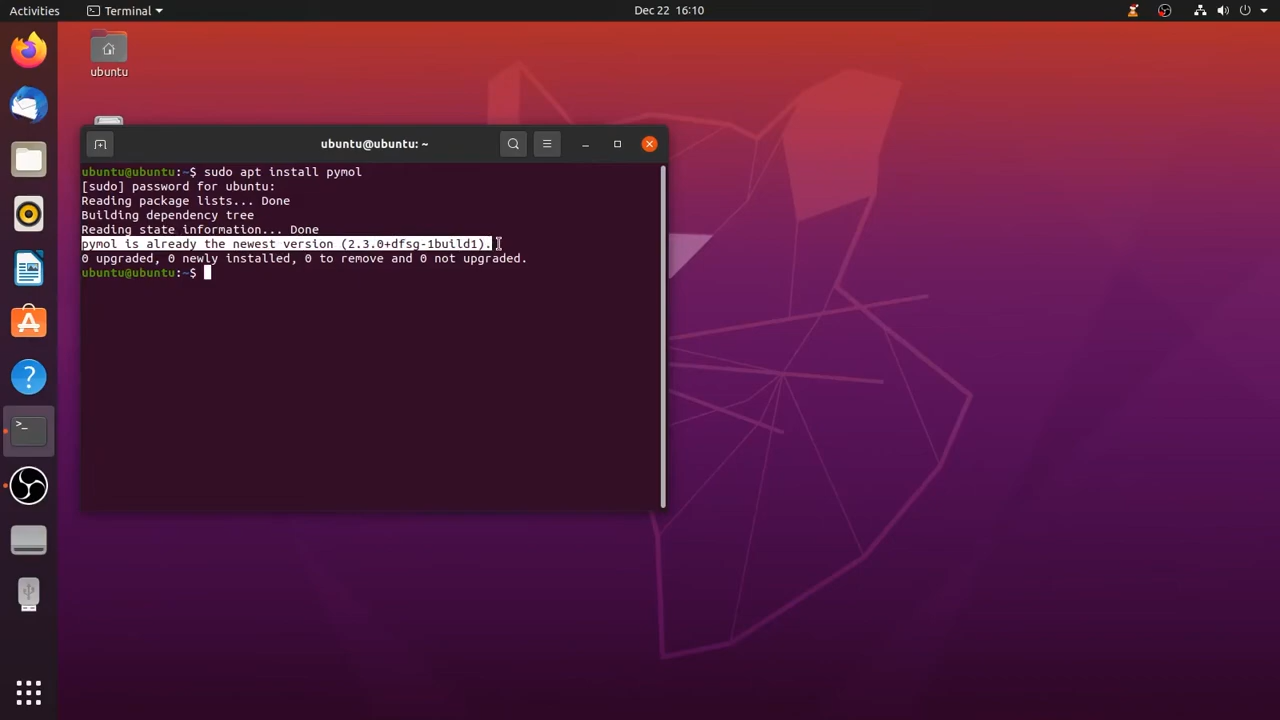 Activities
Terminal
Dec 22 16:10
ubuntu
ubuntu@ubuntu: ~
ubuntu@ubuntu:~$ sudo apt install pymol
[sudo] password for ubuntu:
Reading package lists... Done
Building dependency tree
Reading state information... Done
pymol is already the newest version (2.3.0+dfsg-1build1).
0 upgraded, 0 newly installed, 0 to remove and 0 not upgraded.
ubuntu@ubuntu:~$